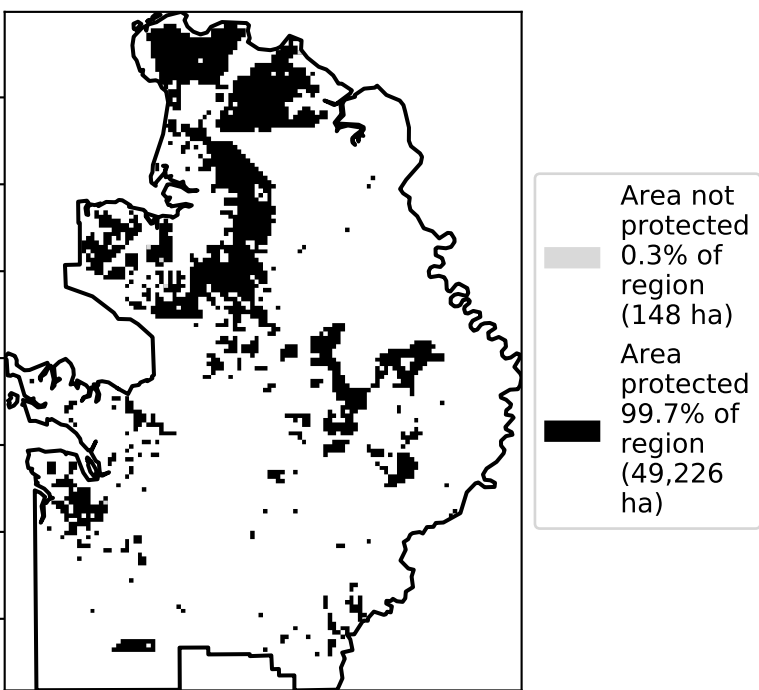 Area not
protected
0.3% of
region
(148 ha)
Area
protected
99.7% of
region
(49,226
ha)